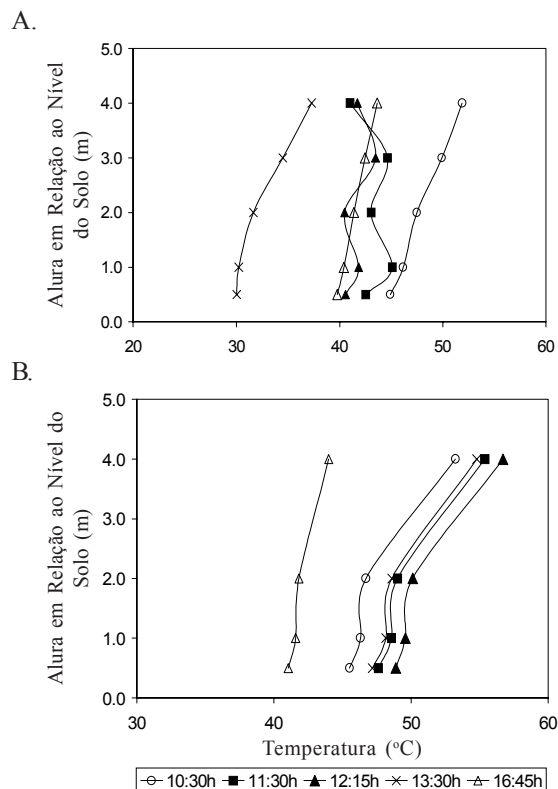 A.
Alura em Relação ao Nível
do Solo (m)
5.0
4.0
3.0
2.0
1.0
0.0
20 30 40 50 60
B.
Alura em Relação ao Nível do
Solo (m)
5.0
4.0
3.0
2.0
1.0
0.0
30 40 50 60
Temperatura (°C)
10:30h 11:30h 12:15h 13:30h 16:45h